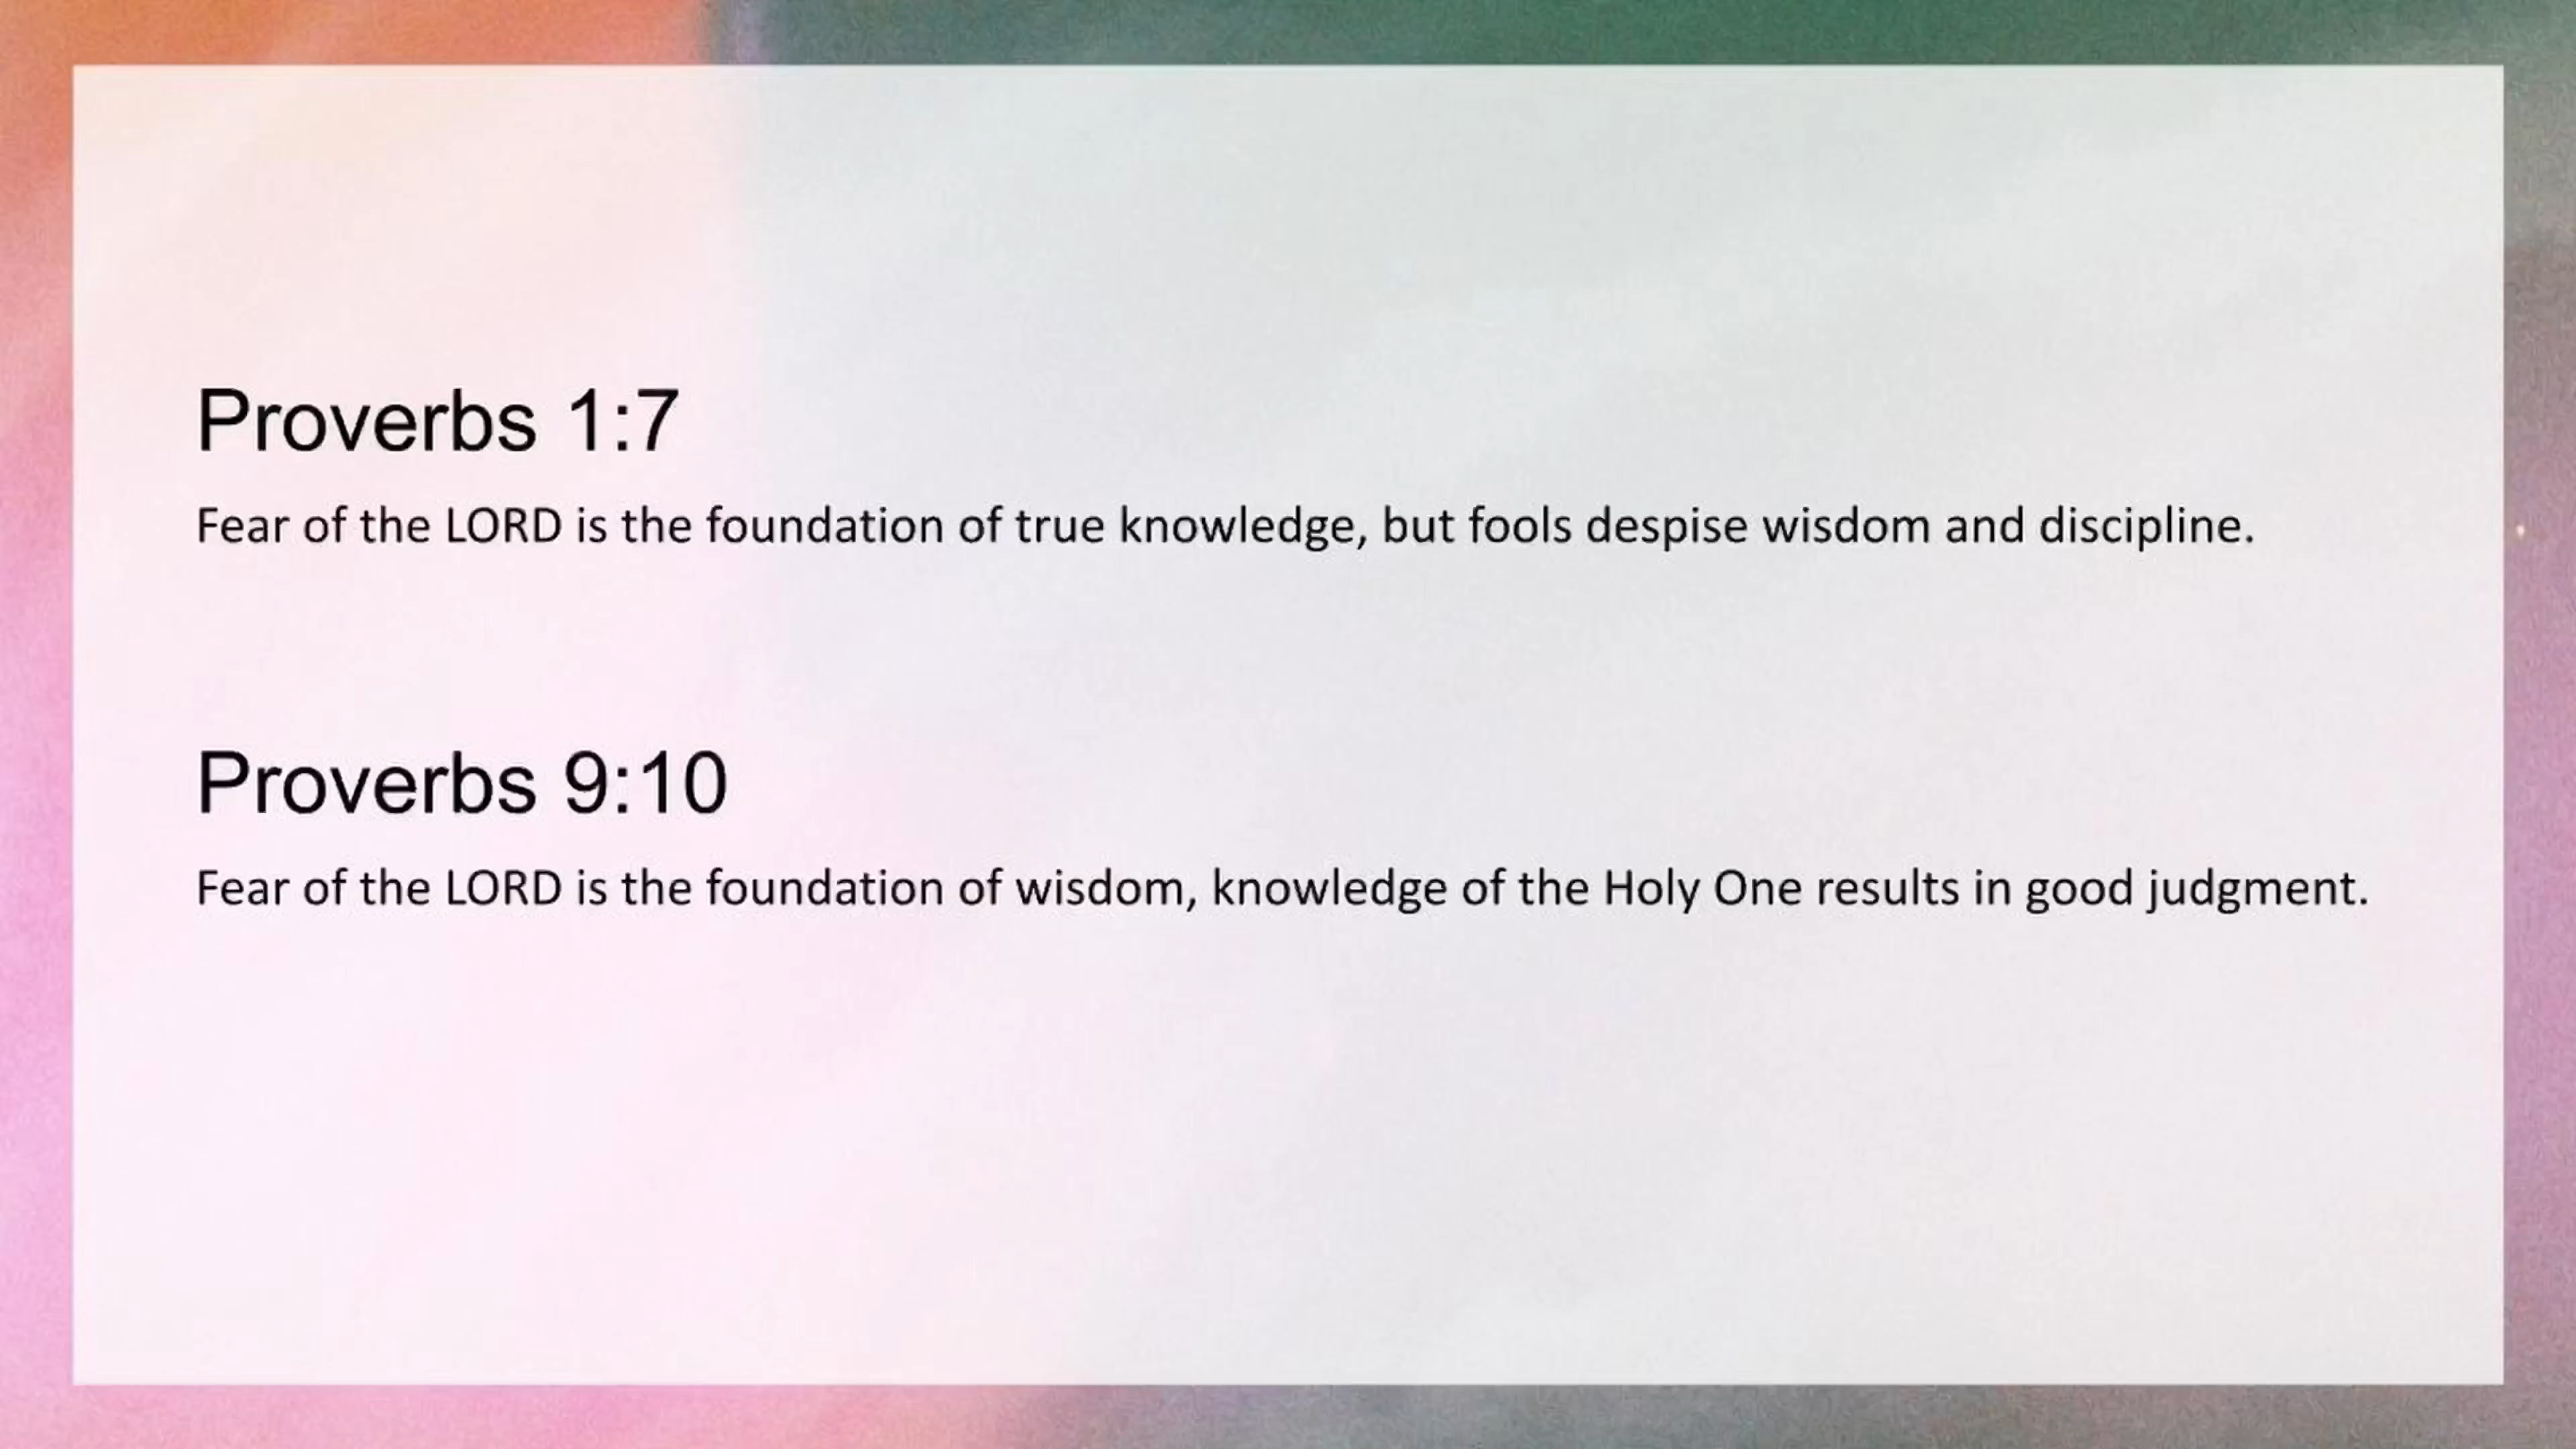 Proverbs 1:7
Fear of the LORD is the foundation of true knowledge, but fools despise wisdom and discipline.
Proverbs 9:10
Fear of the LORD is the foundation of wisdom, knowledge of the Holy One results in good judgment.